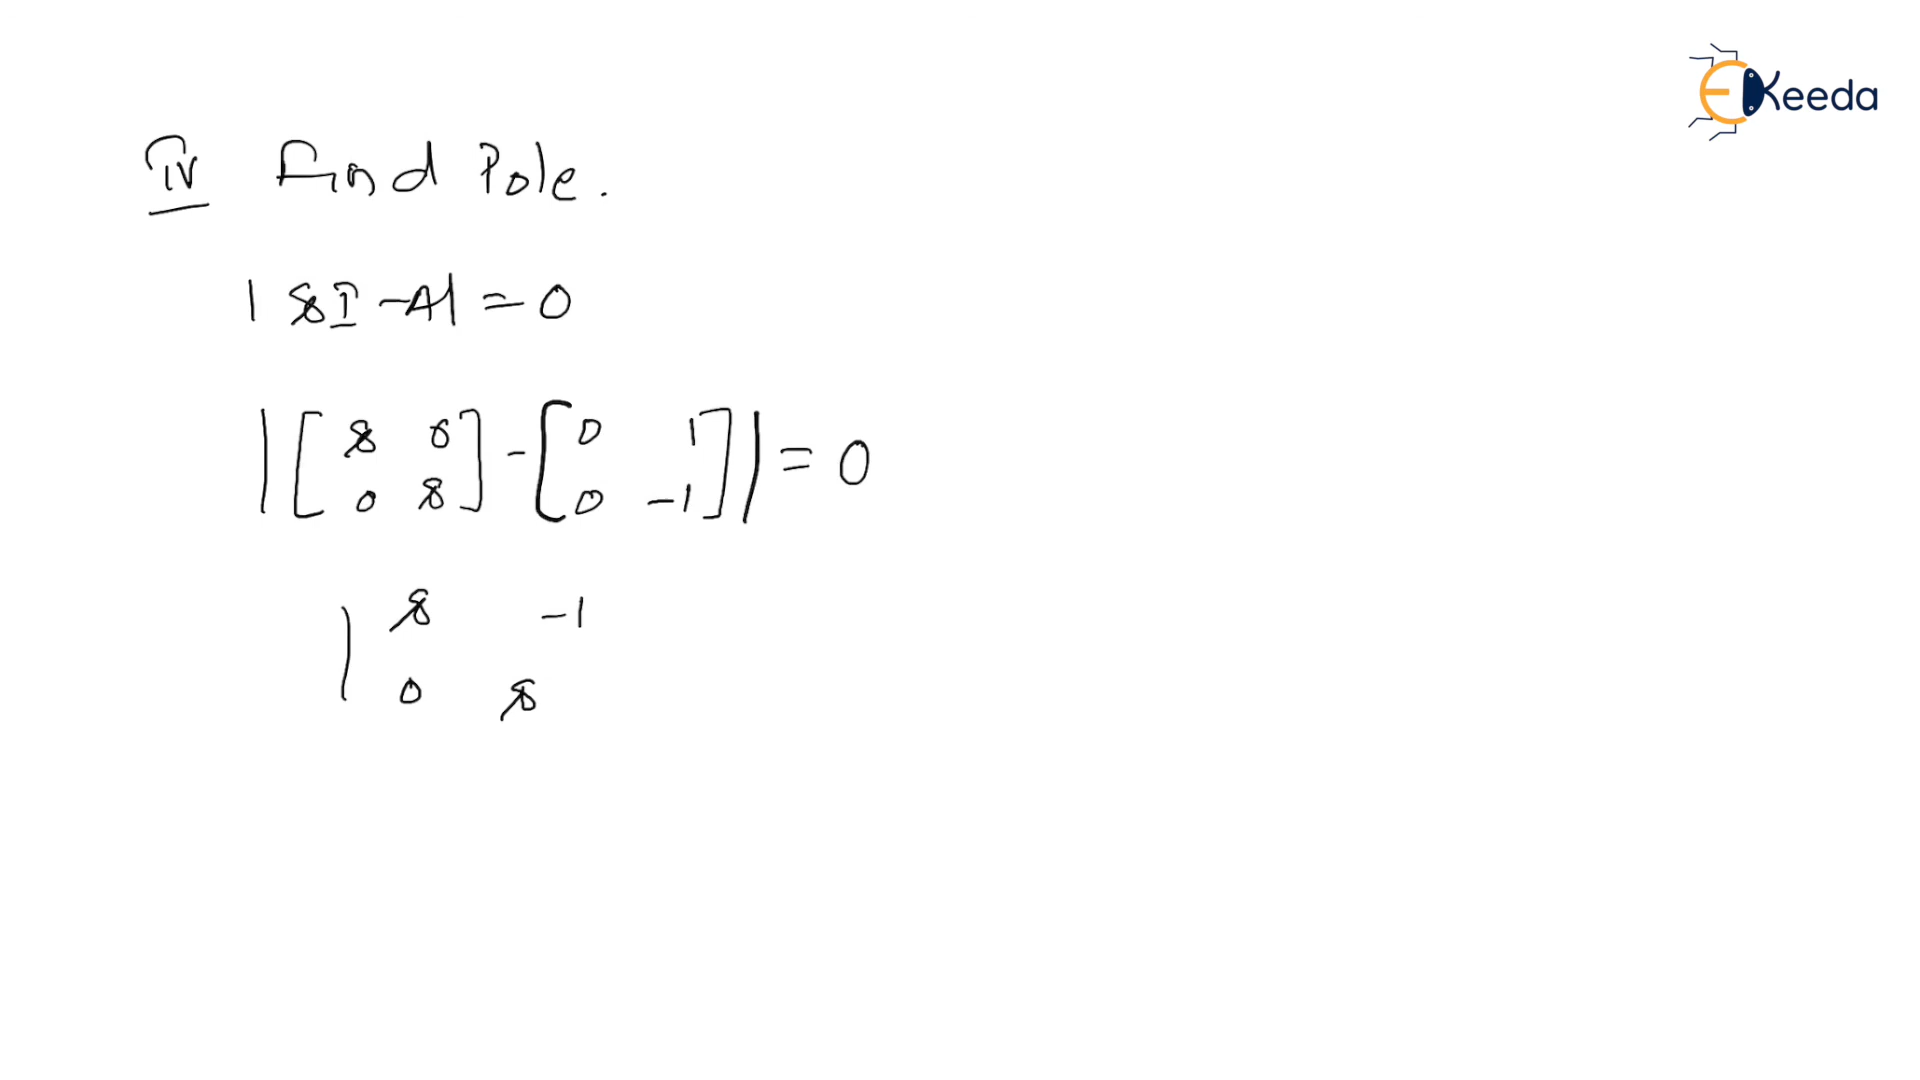 EKeeda
IV Find Pole.
| sI - A | = 0
| [ s 0 ] - [ 0 1 ] | = 0
0 s 0 -1
| s -1
0 s